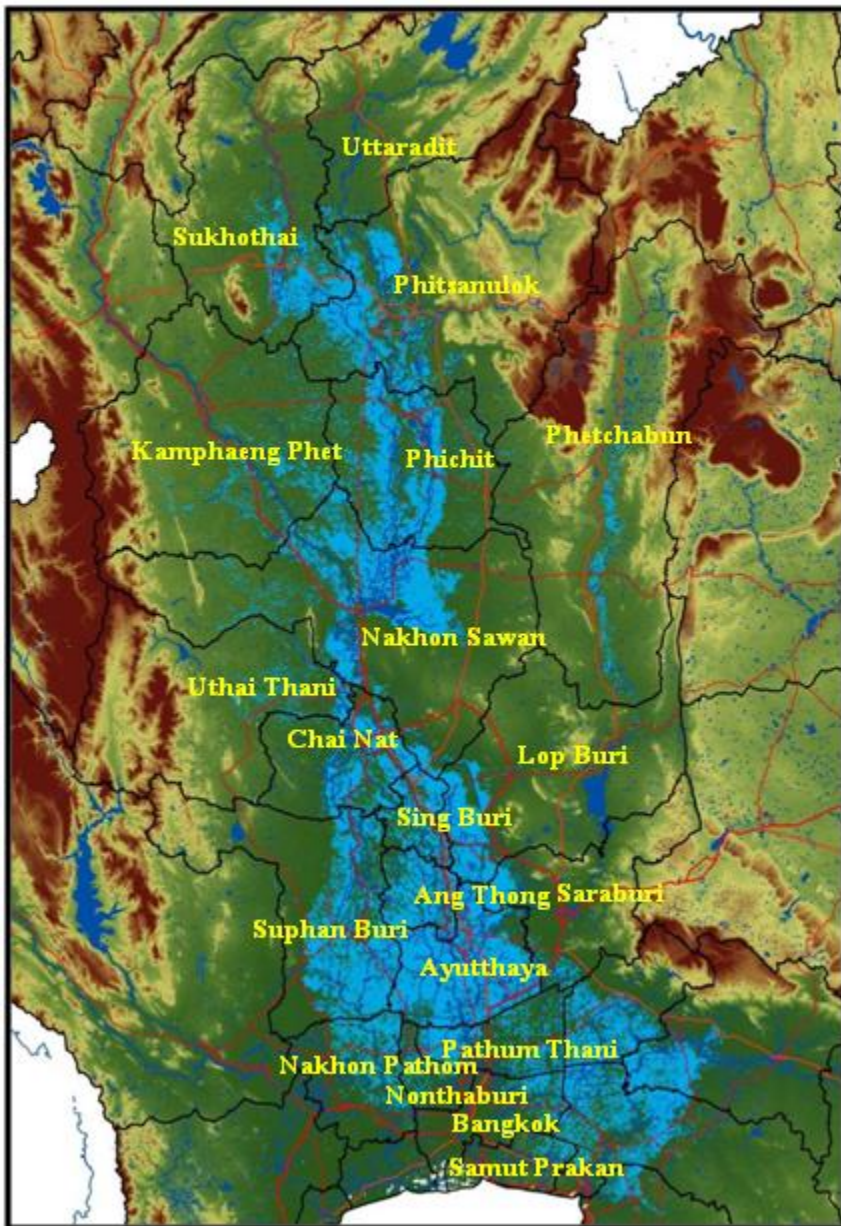 Uttaradit
Sukhothai
Phitsanulok
Kamphaeng Phet
Phichit
Phetchabun
Nakhon Sawan
Uthai Thani
Chai Nat
Lop Buri
Sing Buri
Ang Thong
Saraburi
Suphan Buri
Ayutthaya
Pathum Thani
Nakhon Pathom
Nonthaburi
Bangkok
Samut Prakan